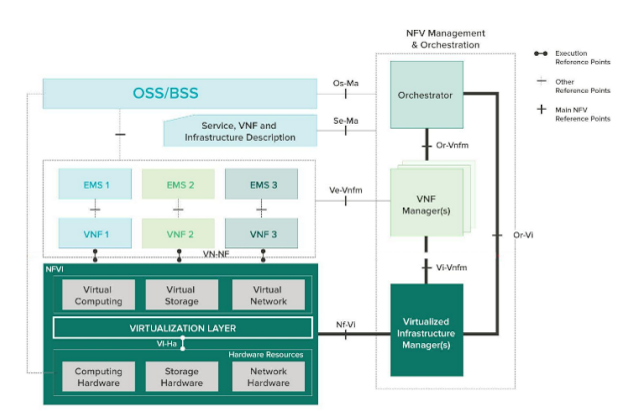 NFV Management
& Orchestration
Execution
Reference Points
Other
Reference Points
Main NFV
Reference Points
OSS/BSS
Os-Ma
Orchestrator
Se-Ma
Service, VNF and
Infrastructure Description
Or-Vnfm
EMS 1
EMS 2
EMS 3
Ve-Vnfm
VNF
Manager(s)
VNF 1
VNF 2
VNF 3
Or-Vi
VN-NF
NFVI
Vi-Vnfm
Virtual
Computing
Virtual
Storage
Virtual
Network
VIRTUALIZATION LAYER
Nf-Vi
Virtualized
Infrastructure
Manager(s)
VI-Ha
Hardware Resources
Computing
Hardware
Storage
Hardware
Network
Hardware